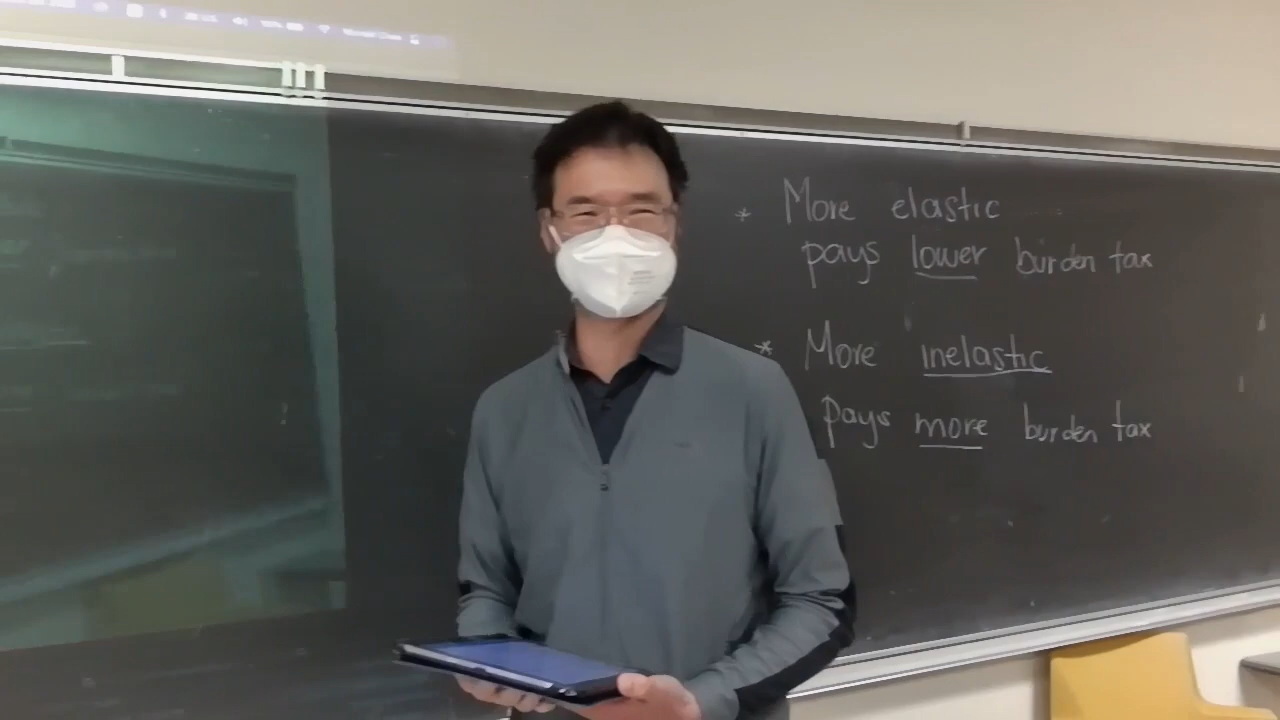 * More elastic
pays lower burden tax
* More inelastic
pays more burden tax